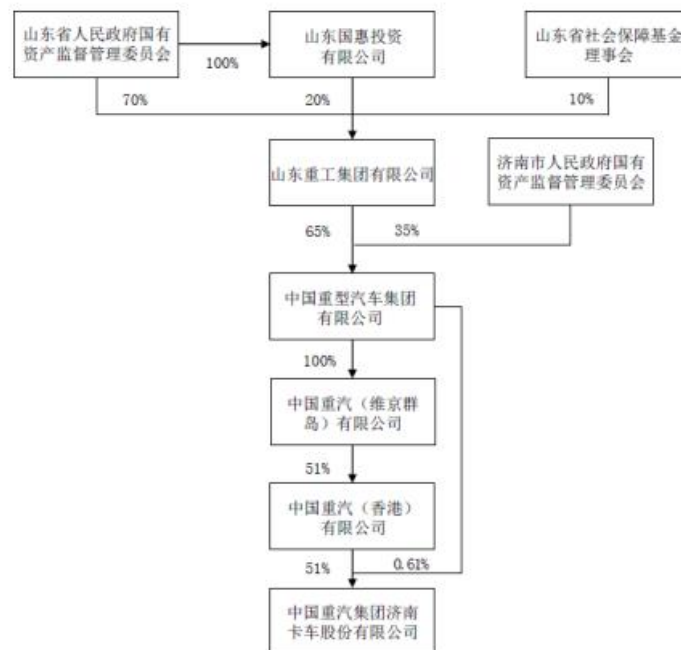 山东省人民政府国有
资产监督管理委员会
100%
山东国惠投资
有限公司
山东省社会保障基金
理事会
70%
20%
10%
山东重工集团有限公司
济南市人民政府国有
资产监督管理委员会
65%
35%
中国重型汽车集团
有限公司
100%
中国重汽（维京群
岛）有限公司
51%
中国重汽（香港）
有限公司
51%
0.61%
中国重汽集团济南
卡车股份有限公司